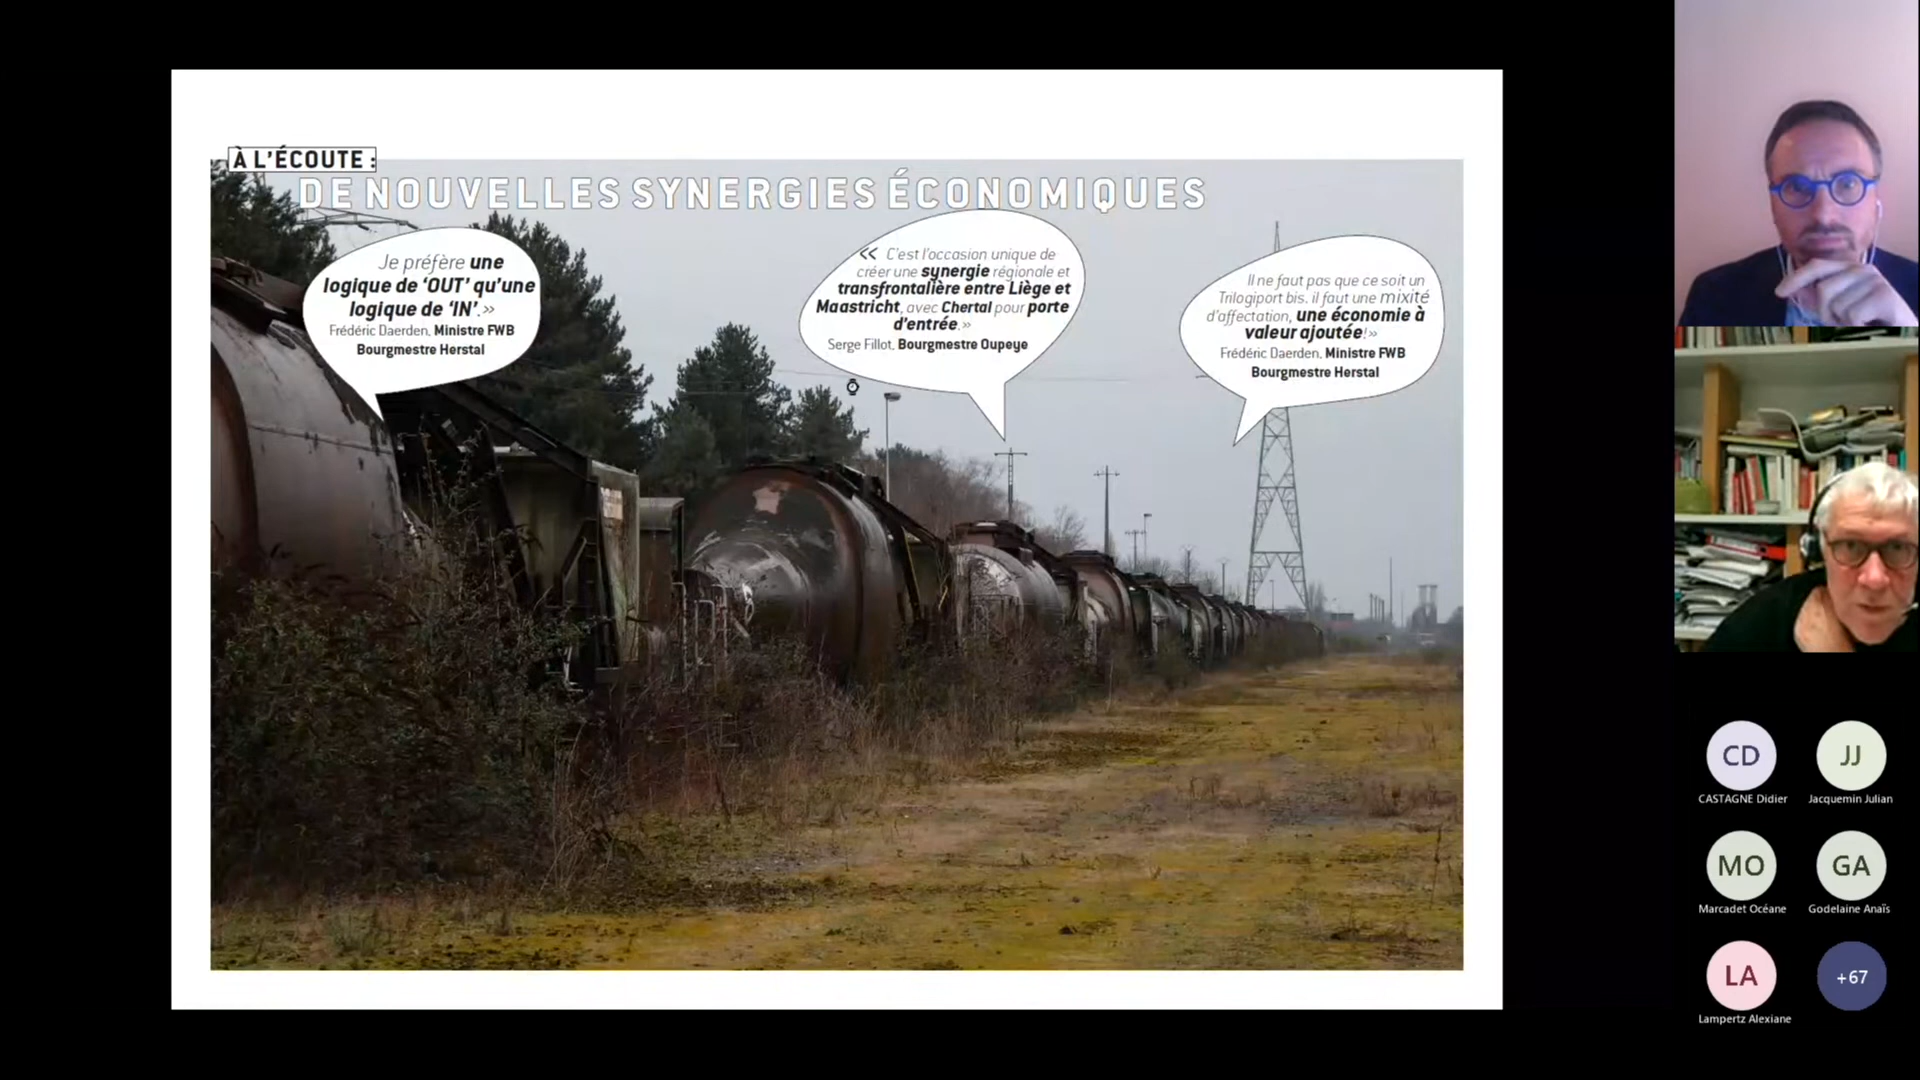 À L'ÉCOUTE :
DE NOUVELLES SYNERGIES ÉCONOMIQUES
Je préfère une
logique de ‘OUT’ qu’une
logique de ‘IN’.»
Frédéric Daerden, Ministre FWB
Bourgmestre Herstal
« C’est l’occasion unique de
créer une synergie régionale et
transfrontalière entre Liège et
Maastricht, avec Chertal pour porte
d’entrée.»
Serge Fillot, Bourgmestre Oupeye
Il ne faut pas que ce soit un
Trilogiport bis. il faut une mixité
d’affectation, une économie à
valeur ajoutée!»
Frédéric Daerden, Ministre FWB
Bourgmestre Herstal
CD
JJ
CASTAGNE Didier
Jacquemin Julian
MO
GA
Marcadet Océane
Godelaine Anaïs
LA
+67
Lampertz Alexiane